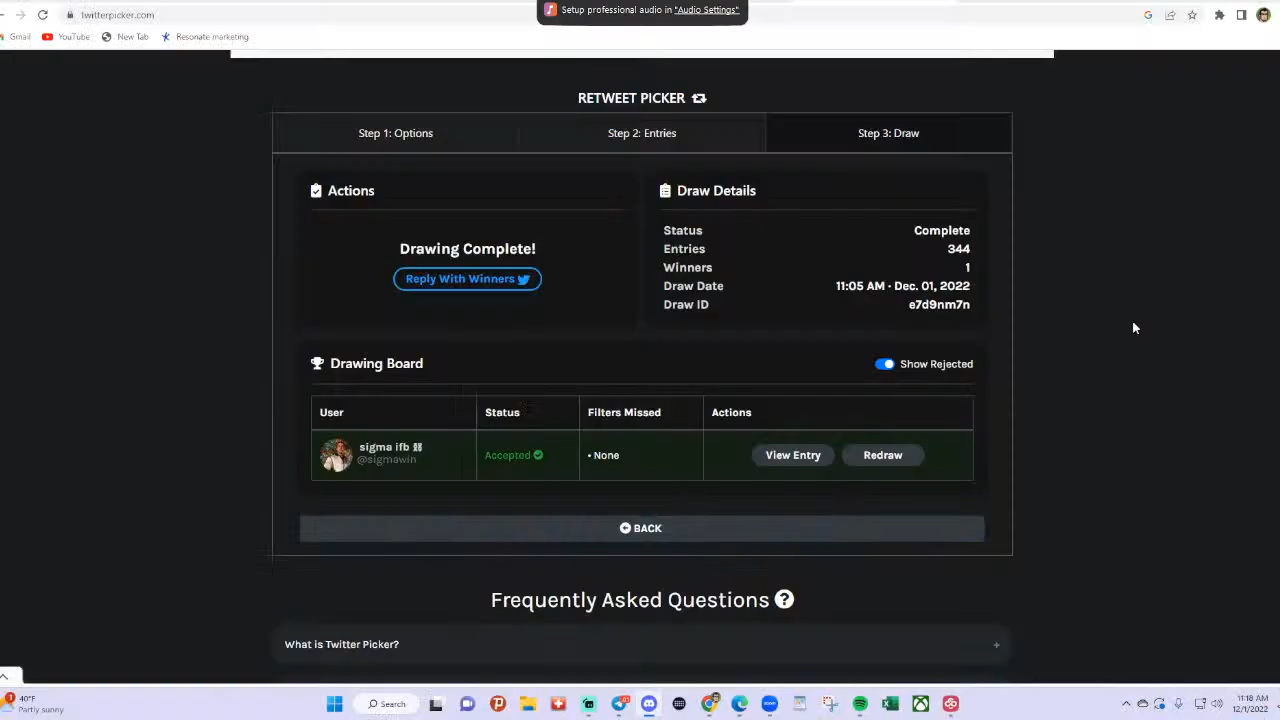 Setup professional audio in "Audio Settings"
1witterpicker.com
Gmail
YouTube
New Tab
Resonate marketing
RETWEET PICKER
Step 1: Options
Step 2: Entries
Step 3: Draw
Actions
Drawing Complete!
Reply With Winners
Draw Details
Status Complete
Entries 344
Winners 1
Draw Date 11:05 AM · Dec. 01, 2022
Draw ID e7d9nm7n
Drawing Board
Show Rejected
User Status Filters Missed Actions
sigma ifb
@sigmawin
Accepted
• None
View Entry
Redraw
BACK
Frequently Asked Questions ?
What is Twitter Picker? +
1
40°F
Partly sunny
Search
zoom
11:18 AM
12/1/2022